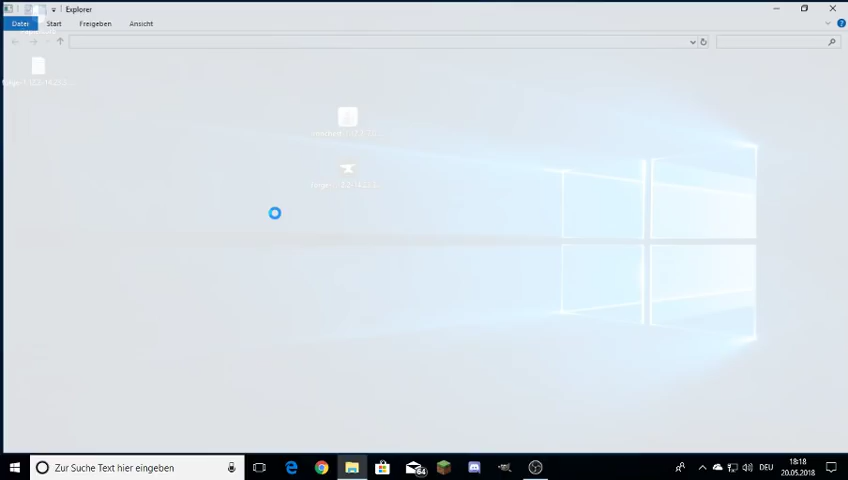 Explorer
Datei Start Freigeben Ansicht
Zur Suche Text hier eingeben
64
DEU
18:18
20.05.2018